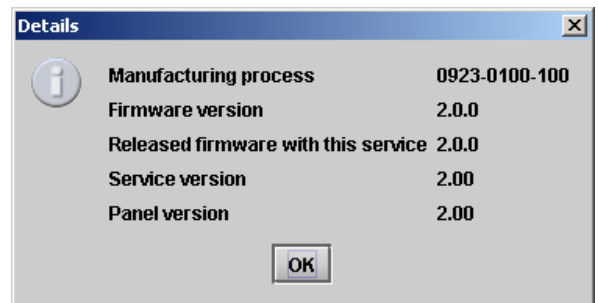 Details
Manufacturing process 0923-0100-100
Firmware version 2.0.0
Released firmware with this service 2.0.0
Service version 2.00
Panel version 2.00
OK